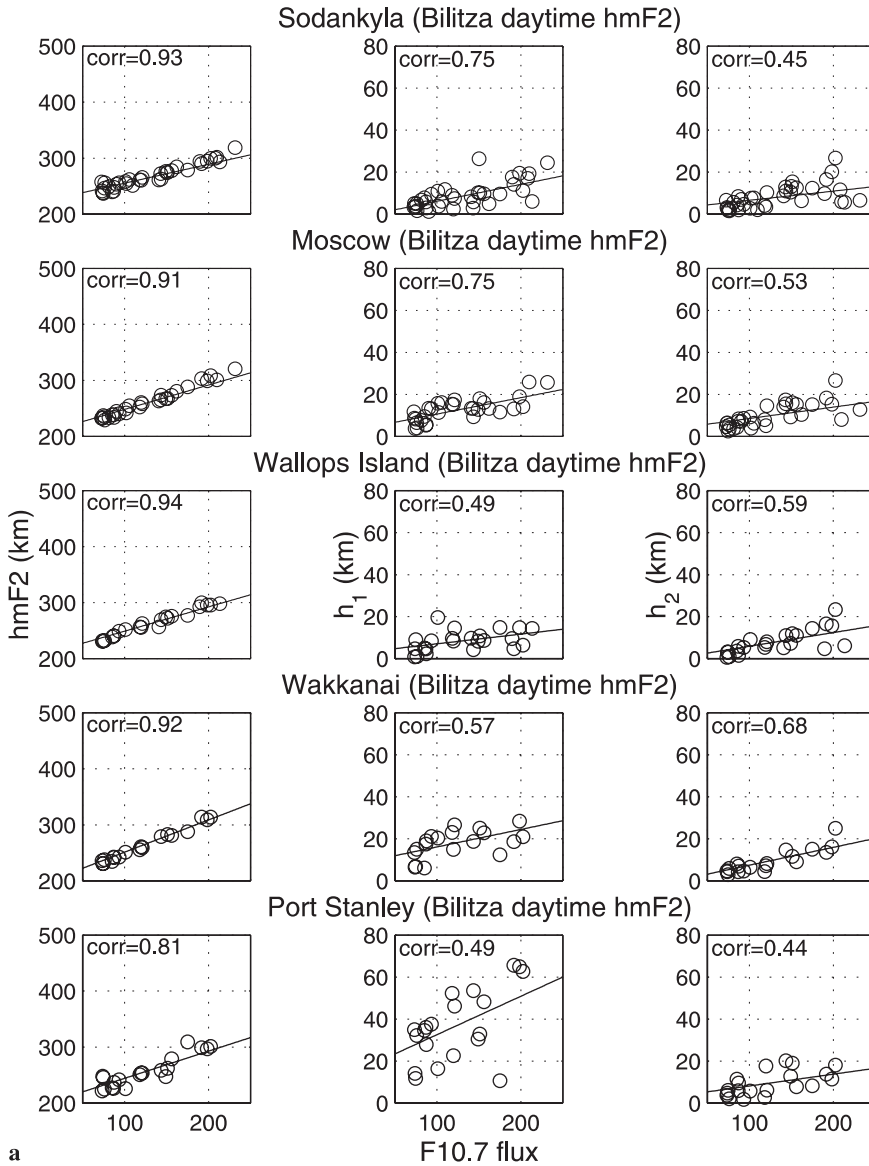 Sodankyla (Bilitza daytime hmF2)
500
400
300
200
corr=0.93
80
60
40
20
0
corr=0.75
80
60
40
20
0
corr=0.45
Moscow (Bilitza daytime hmF2)
500
400
300
200
corr=0.91
80
60
40
20
0
corr=0.75
80
60
40
20
0
corr=0.53
Wallops Island (Bilitza daytime hmF2)
hmF2 (km)
500
400
300
200
corr=0.94
h_1 (km)
80
60
40
20
0
corr=0.49
h_2 (km)
80
60
40
20
0
corr=0.59
Wakkanai (Bilitza daytime hmF2)
500
400
300
200
corr=0.92
80
60
40
20
0
corr=0.57
80
60
40
20
0
corr=0.68
Port Stanley (Bilitza daytime hmF2)
500
400
300
200
corr=0.81
80
60
40
20
0
corr=0.49
80
60
40
20
0
corr=0.44
100 200
100 200
100 200
a
F10.7 flux